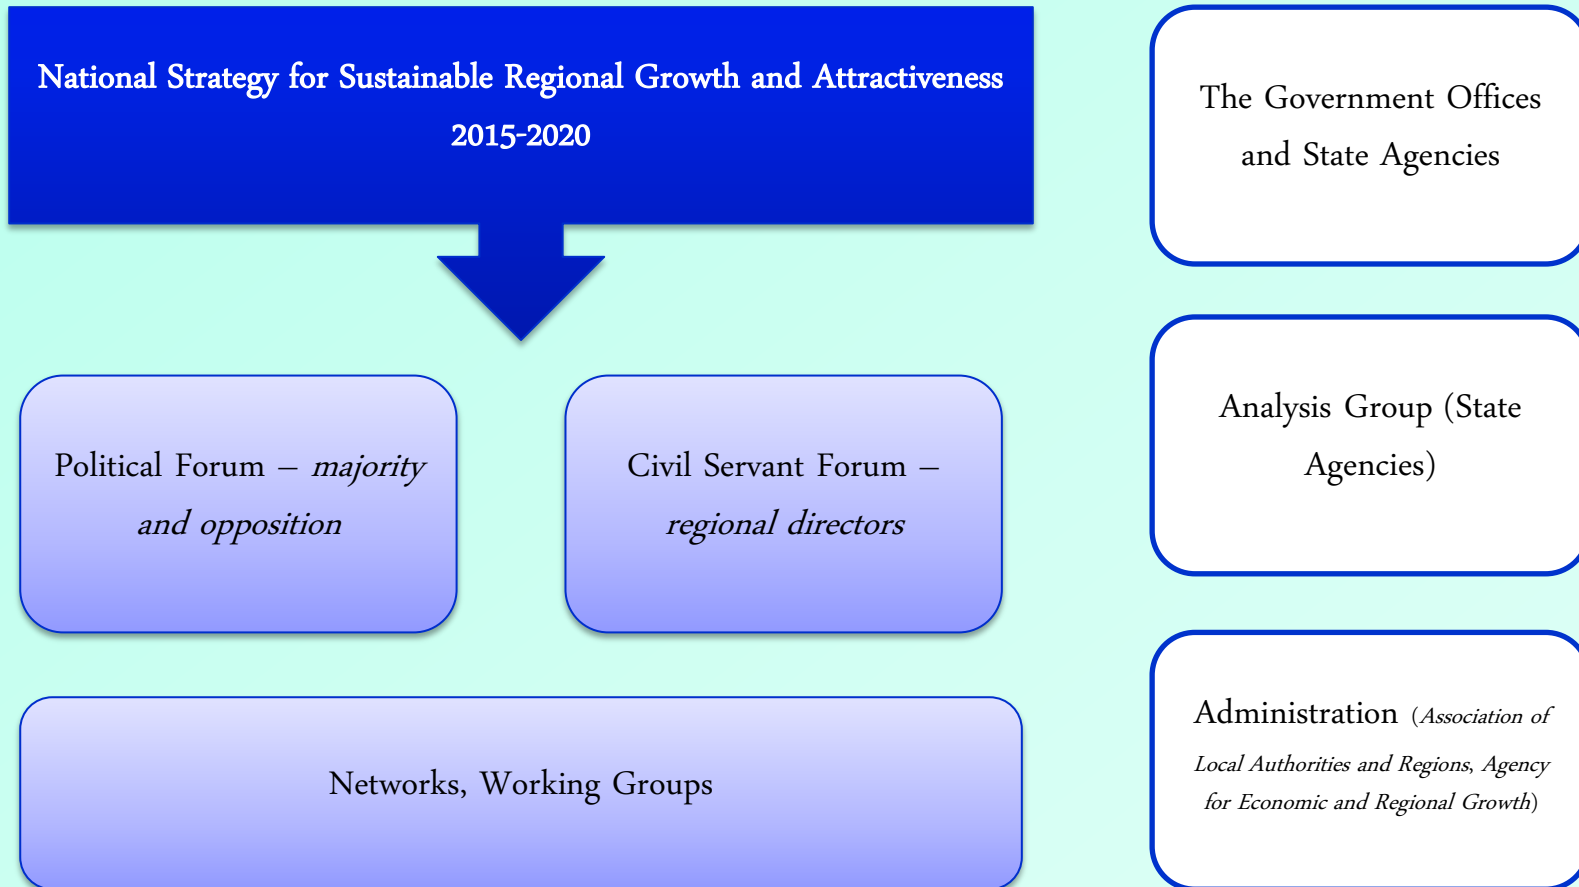 National Strategy for Sustainable Regional Growth and Attractiveness
2015-2020
The Government Offices
and State Agencies
Political Forum – majority
and opposition
Civil Servant Forum –
regional directors
Analysis Group (State
Agencies)
Networks, Working Groups
Administration (Association of
Local Authorities and Regions, Agency
for Economic and Regional Growth)